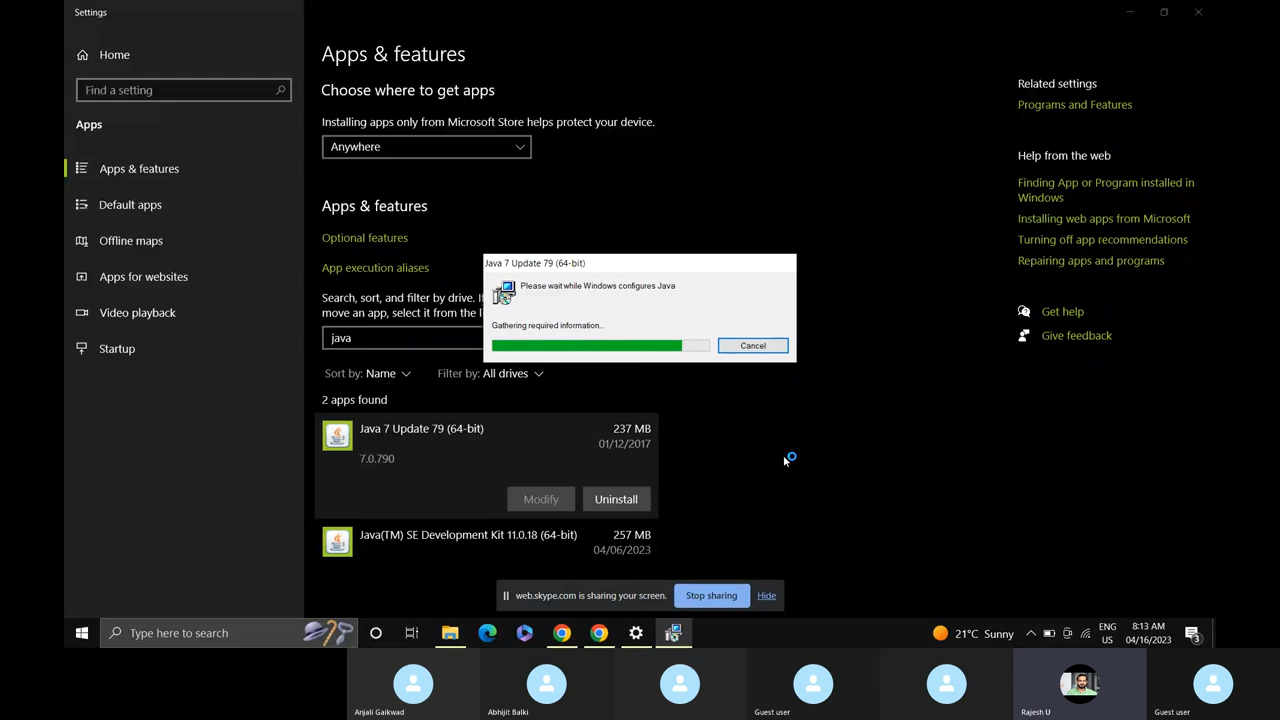 Settings
Home
Find a setting
Apps
Apps & features
Default apps
Offline maps
Apps for websites
Video playback
Startup
Apps & features
Choose where to get apps
Installing apps only from Microsoft Store helps protect your device.
Anywhere
Apps & features
Optional features
App execution aliases
Search, sort, and filter by drive. If
move an app, select it from the l
java
Sort by: Name
Filter by: All drives
2 apps found
Java 7 Update 79 (64-bit)
237 MB
01/12/2017
7.0.790
Modify
Uninstall
Java(TM) SE Development Kit 11.0.18 (64-bit)
257 MB
04/06/2023
Java 7 Update 79 (64-bit)
Please wait while Windows configures Java
Gathering required information...
Cancel
Related settings
Programs and Features
Help from the web
Finding App or Program installed in
Windows
Installing web apps from Microsoft
Turning off app recommendations
Repairing apps and programs
Get help
Give feedback
web.skype.com is sharing your screen.
Stop sharing
Hide
Type here to search
21°C Sunny
ENG
US
8:13 AM
04/16/2023
3
Anjali Gaikwad
Abhijit Balki
Guest user
Rajesh U
Guest user